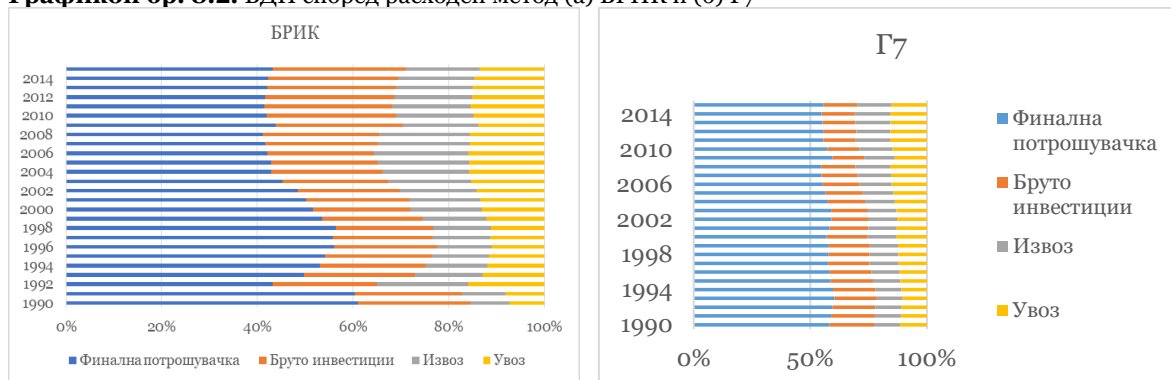 Графикон бр. БДП според расходен метод (а) БРИК и (б) Г7
БРИК
2014
2012
2010
2008
2006
2004
2002
2000
1998
1996
1994
1992
1990
0% 20% 40% 60% 80% 100%
Финална потрошувачка Бруто инвестиции Извоз Увоз
Г7
2014
2010
2006
2002
1998
1994
1990
0% 50% 100%
Финална
потрошувачка
Бруто
инвестиции
Извоз
Увоз